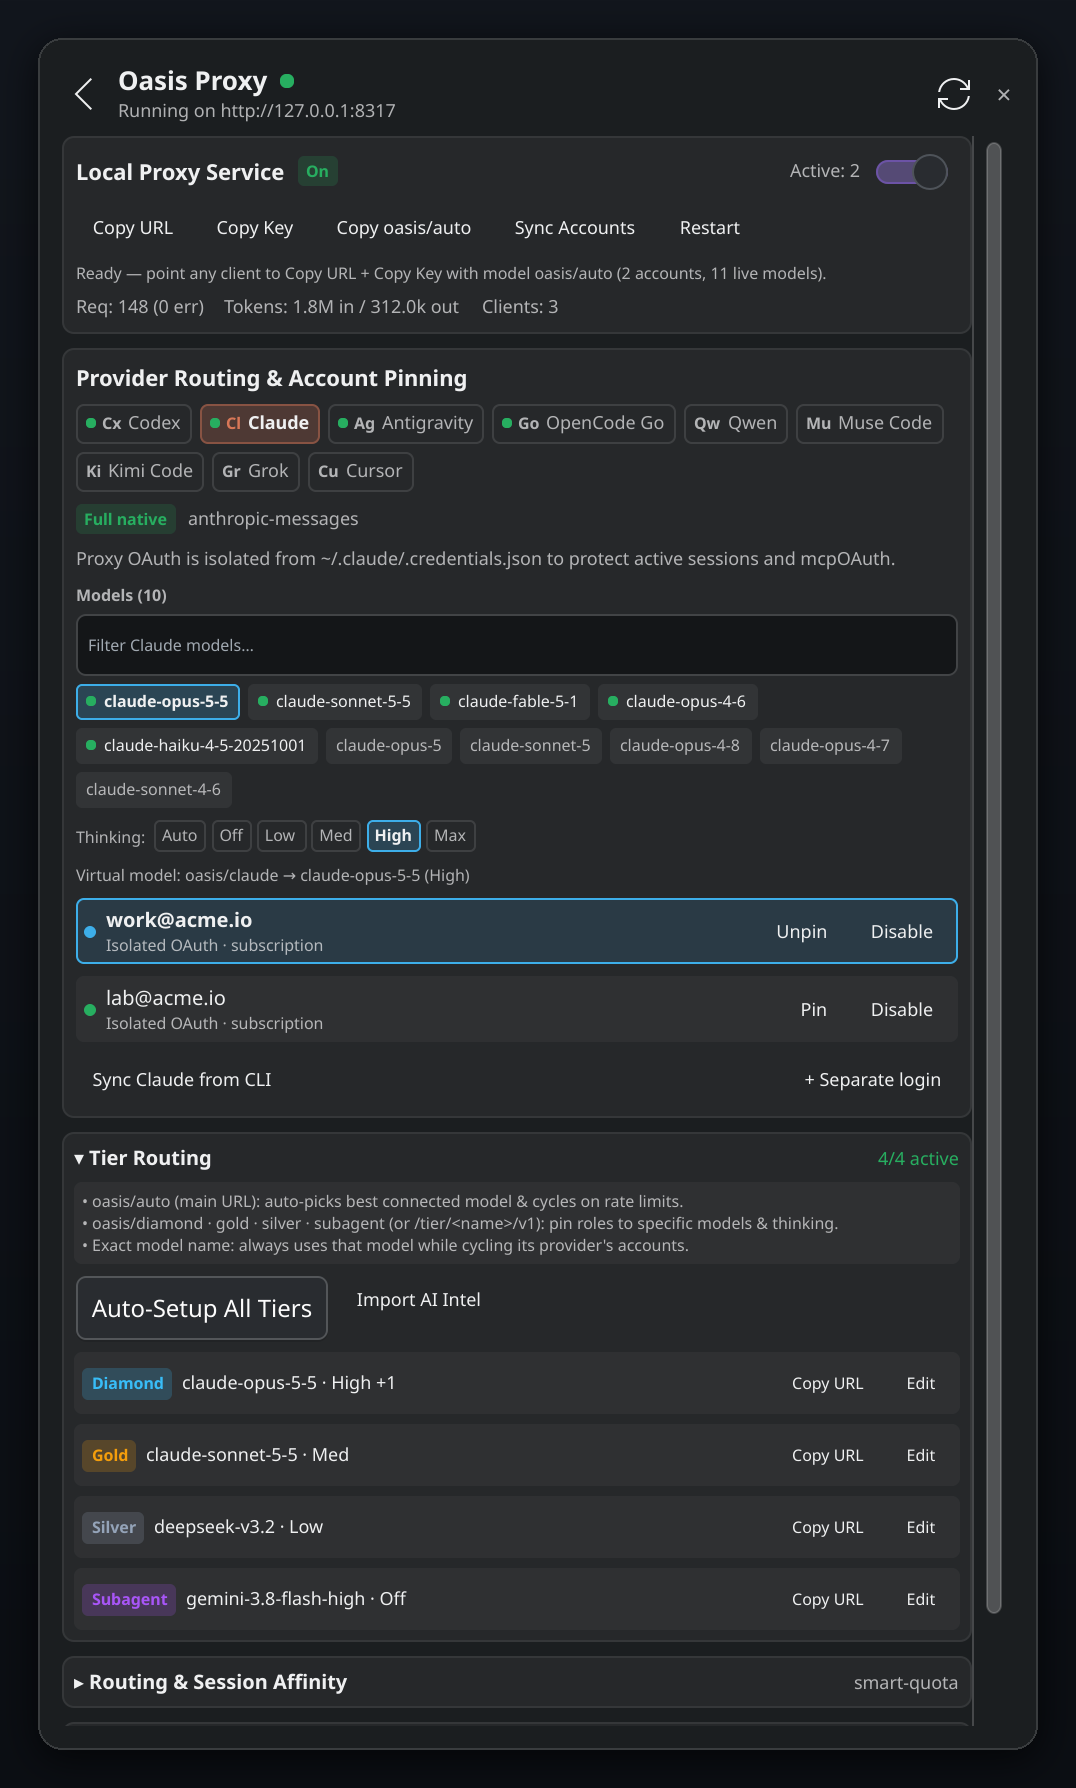 Oasis Proxy
Running on http://127.0.0.1:8317
×
Local Proxy Service On Active: 2
Copy URL Copy Key Copy oasis/auto Sync Accounts Restart
Ready — point any client to Copy URL + Copy Key with model oasis/auto (2 accounts, 11 live models).
Req: 148 (0 err) Tokens: 1.8M in / 312.0k out Clients: 3
Provider Routing & Account Pinning
Cx Codex Cl Claude Ag Antigravity Go OpenCode Go Qw Qwen Mu Muse Code
Ki Kimi Code Gr Grok Cu Cursor
Full native anthropic-messages
Proxy OAuth is isolated from ~/.claude/.credentials.json to protect active sessions and mcpOAuth.
Models (10)
Filter Claude models...
claude-opus-5-5 claude-sonnet-5-5 claude-fable-5-1 claude-opus-4-6
claude-haiku-4-5-20251001 claude-opus-5 claude-sonnet-5 claude-opus-4-8 claude-opus-4-7
claude-sonnet-4-6
Thinking: Auto Off Low Med High Max
Virtual model: oasis/claude → claude-opus-5-5 (High)
work@acme.io
Isolated OAuth · subscription
Unpin Disable
lab@acme.io
Isolated OAuth · subscription
Pin Disable
Sync Claude from CLI + Separate login
▾ Tier Routing 4/4 active
• oasis/auto (main URL): auto-picks best connected model & cycles on rate limits.
• oasis/diamond · gold · silver · subagent (or /tier/<name>/v1): pin roles to specific models & thinking.
• Exact model name: always uses that model while cycling its provider's accounts.
Auto-Setup All Tiers Import AI Intel
Diamond claude-opus-5-5 · High +1 Copy URL Edit
Gold claude-sonnet-5-5 · Med Copy URL Edit
Silver deepseek-v3.2 · Low Copy URL Edit
Subagent gemini-3.8-flash-high · Off Copy URL Edit
▸ Routing & Session Affinity smart-quota